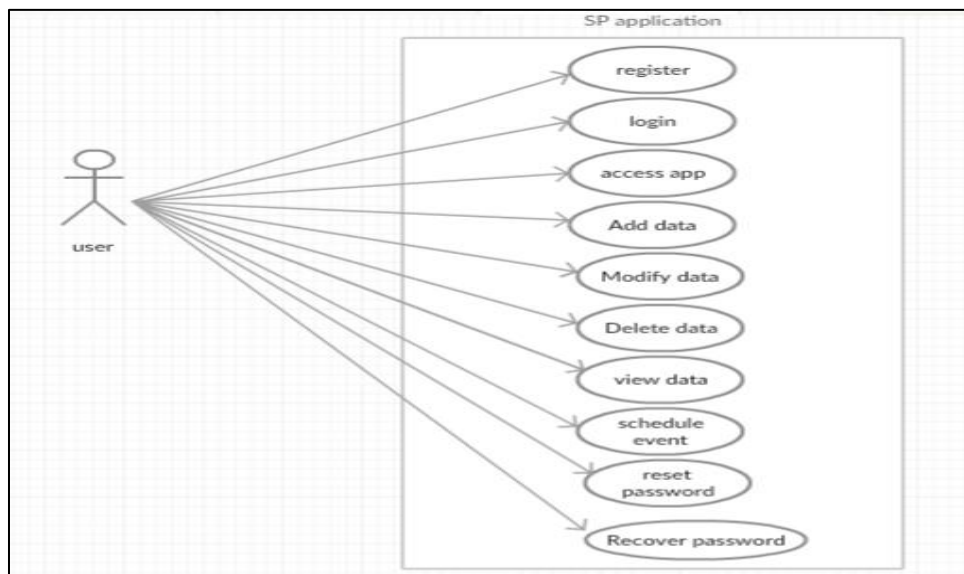 SP application
register
login
access app
Add data
user
Modify data
Delete data
view data
schedule
event
reset
password
Recover password